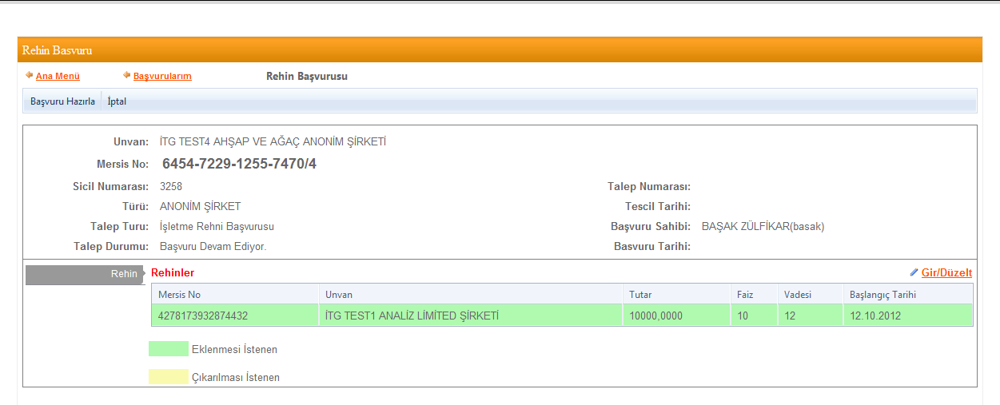 Rehin Basvuru
Ana Menü Başvurularım Rehin Başvurusu
Başvuru Hazırla İptal
Unvan: İTG TEST4 AHŞAP VE AĞAÇ ANONİM ŞİRKETİ
Mersis No: 6454-7229-1255-7470/4
Sicil Numarası: 3258 Talep Numarası:
Türü: ANONİM ŞİRKET Tescil Tarihi:
Talep Turu: İşletme Rehni Başvurusu Başvuru Sahibi: BAŞAK ZÜLFİKAR(basak)
Talep Durumu: Başvuru Devam Ediyor. Basvuru Tarihi:
Rehin Rehinler Gir/Düzelt
Mersis No Unvan Tutar Faiz Vadesi Başlangıç Tarihi
4278173932874432 İTG TEST1 ANALİZ LİMİTED ŞİRKETİ 10000,0000 10 12 12.10.2012
Eklenmesi İstenen
Çıkarılması İstenen